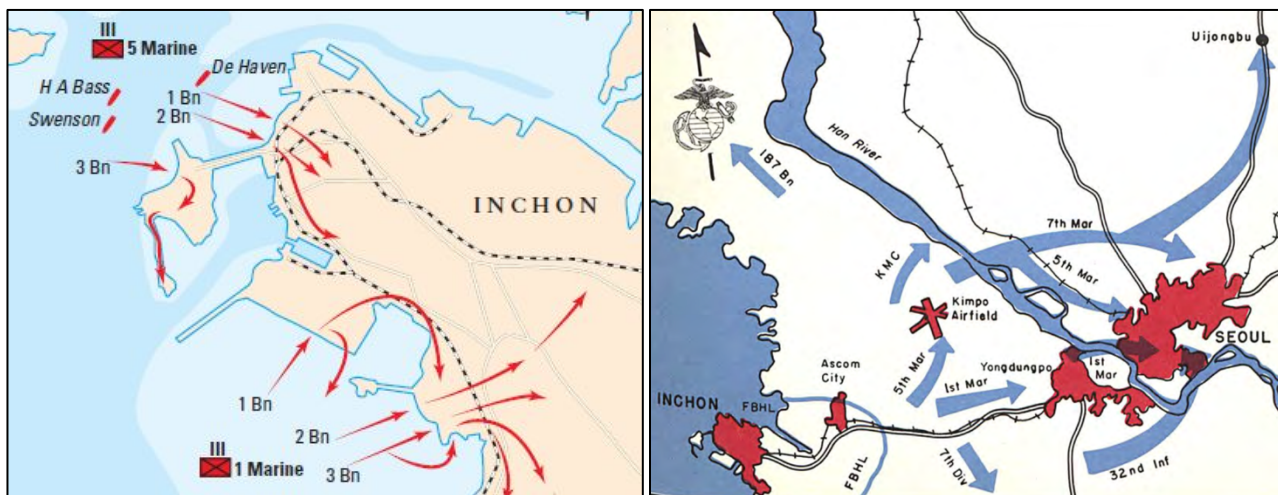 III
5 Marine
De Haven
H A Bass
Swenson
1 Bn
2 Bn
3 Bn
INCHON
1 Bn
2 Bn
3 Bn
III
1 Marine
Uijongbu
187 Bn
Han River
7th Mar
KMC
5th Mar
Kimpo
Airfield
SEOUL
5th Mar
Ascom
City
1st Mar
Yongdungpo
1st
Mar
INCHON
FBHL
FBHL
7th Div
32nd Inf